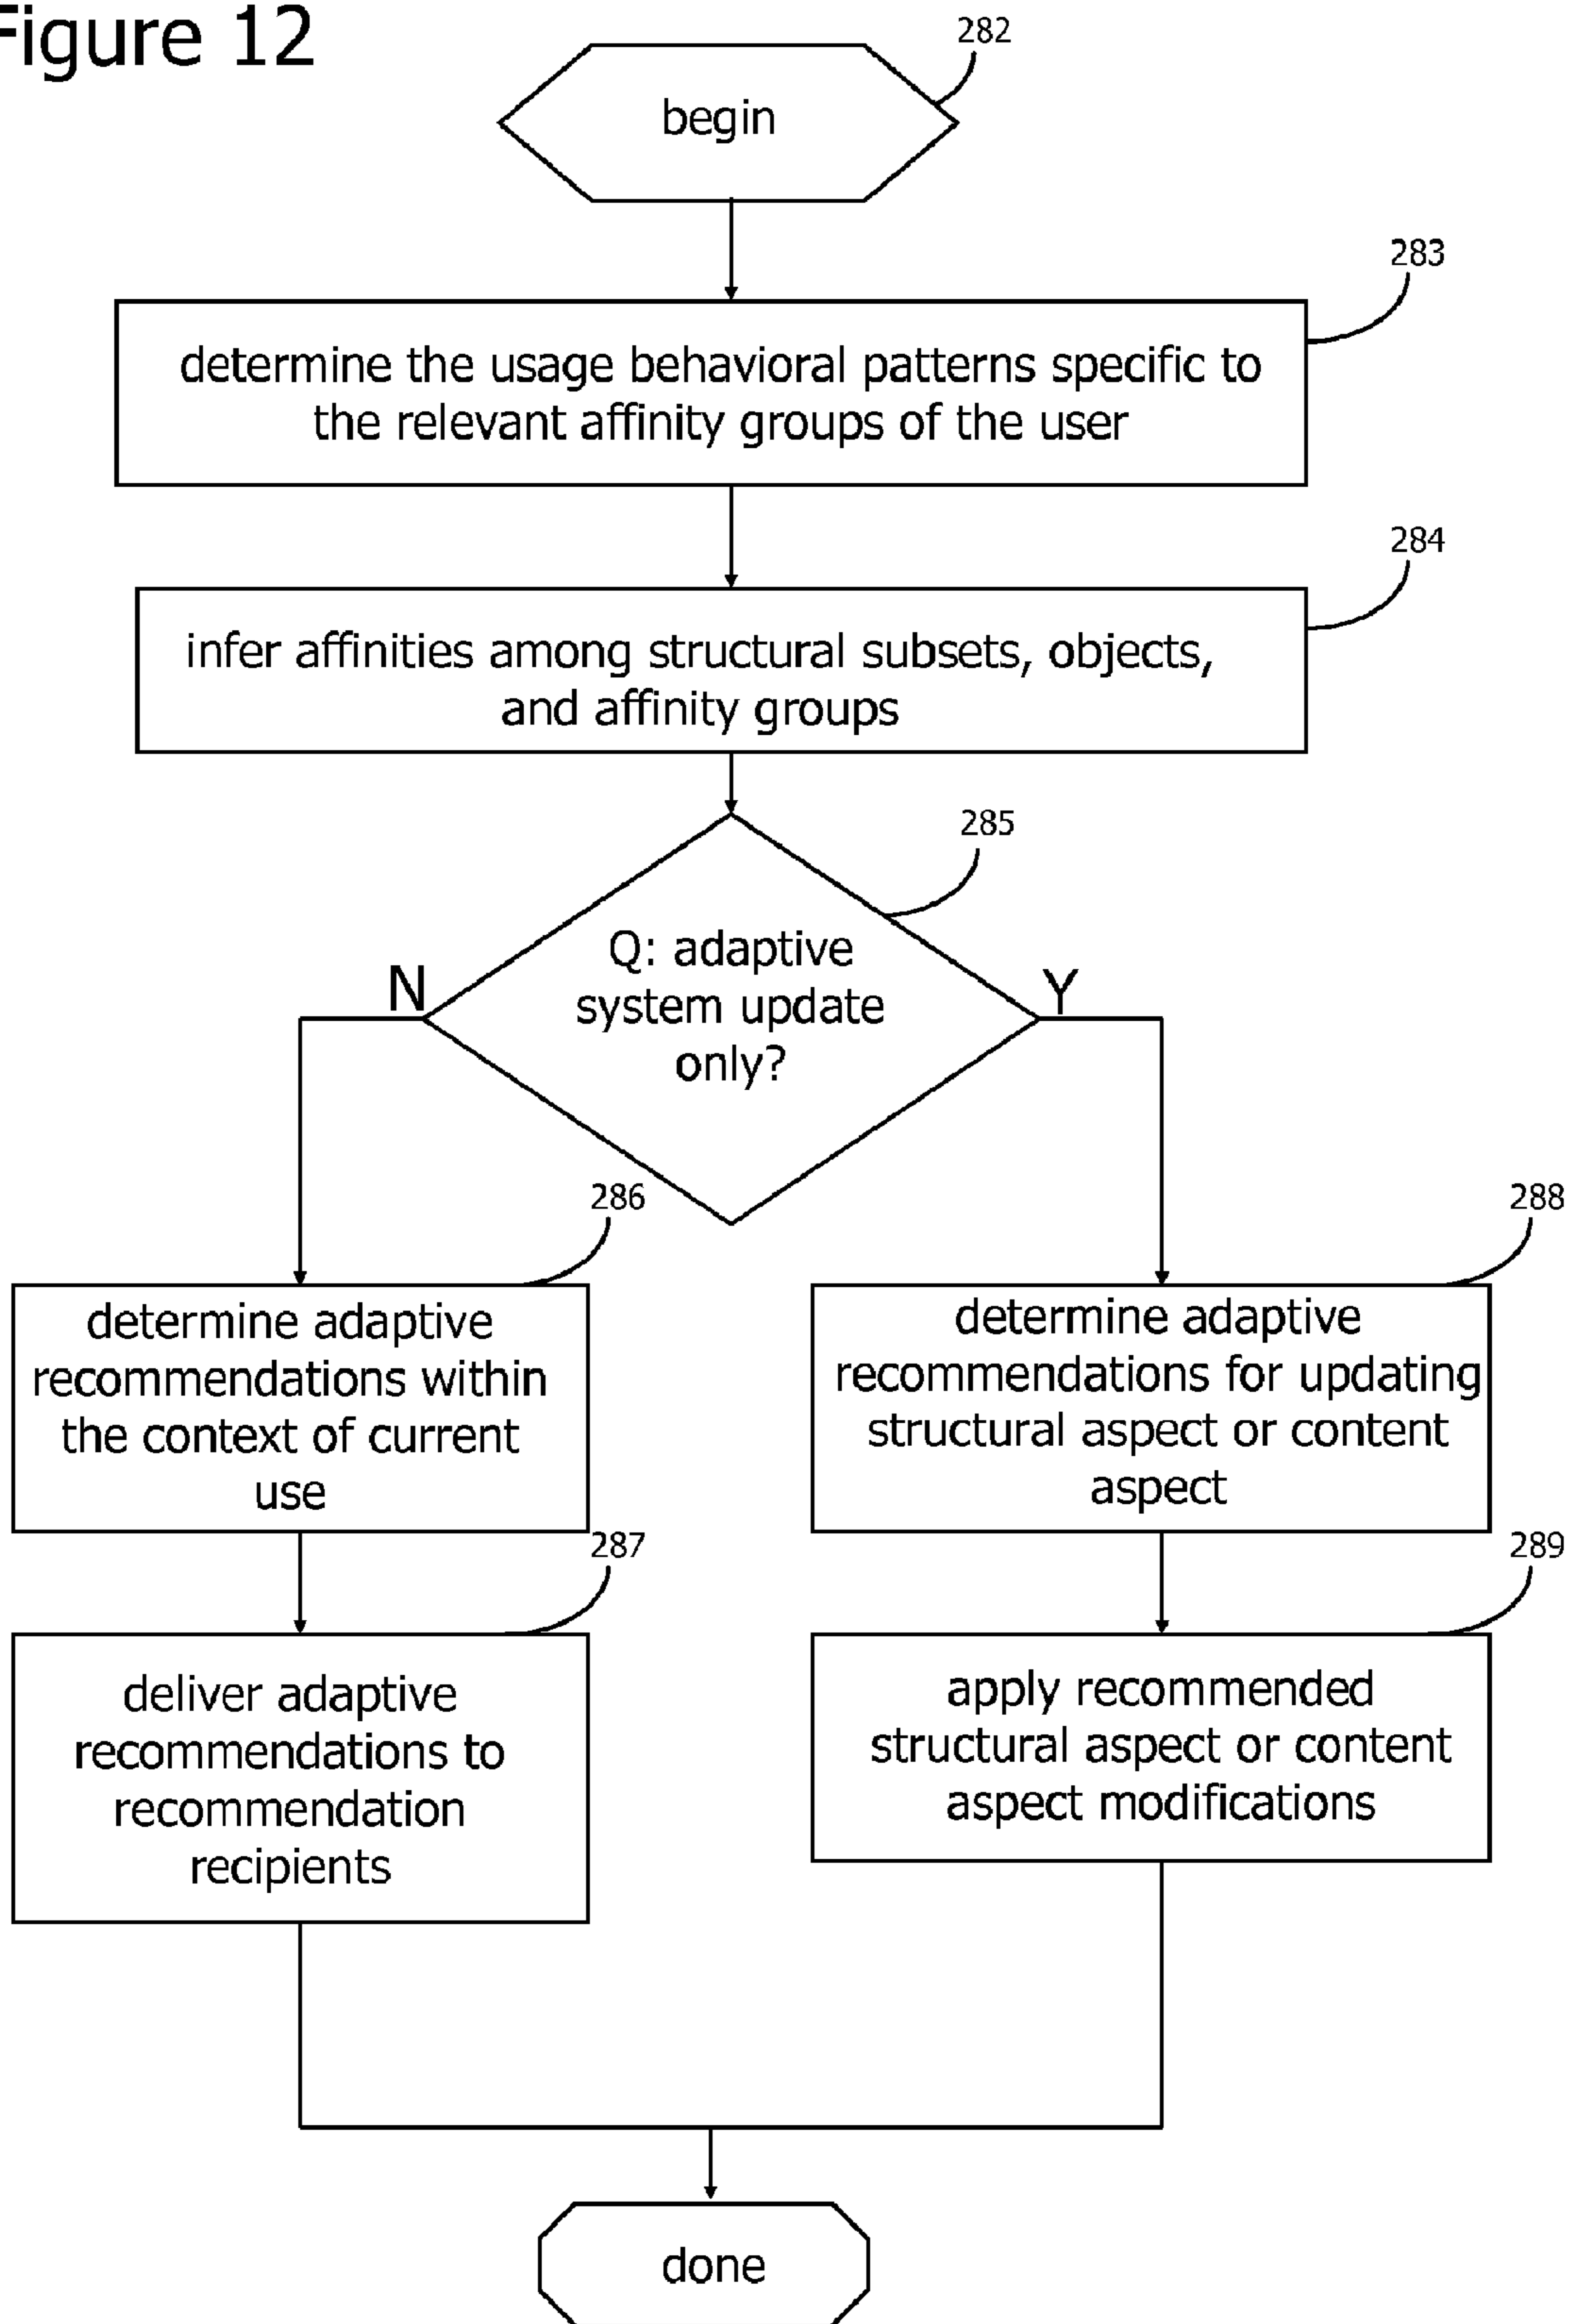 Figure 12
282
begin
283
determine the usage behavioral patterns specific to
the relevant affinity groups of the user
284
infer affinities among structural subsets, objects,
and affinity groups
285
Q: adaptive
system update
only?
N
Y
286
determine adaptive
recommendations within
the context of current
use
288
determine adaptive
recommendations for updating
structural aspect or content
aspect
287
deliver adaptive
recommendations to
recommendation
recipients
289
apply recommended
structural aspect or content
aspect modifications
done